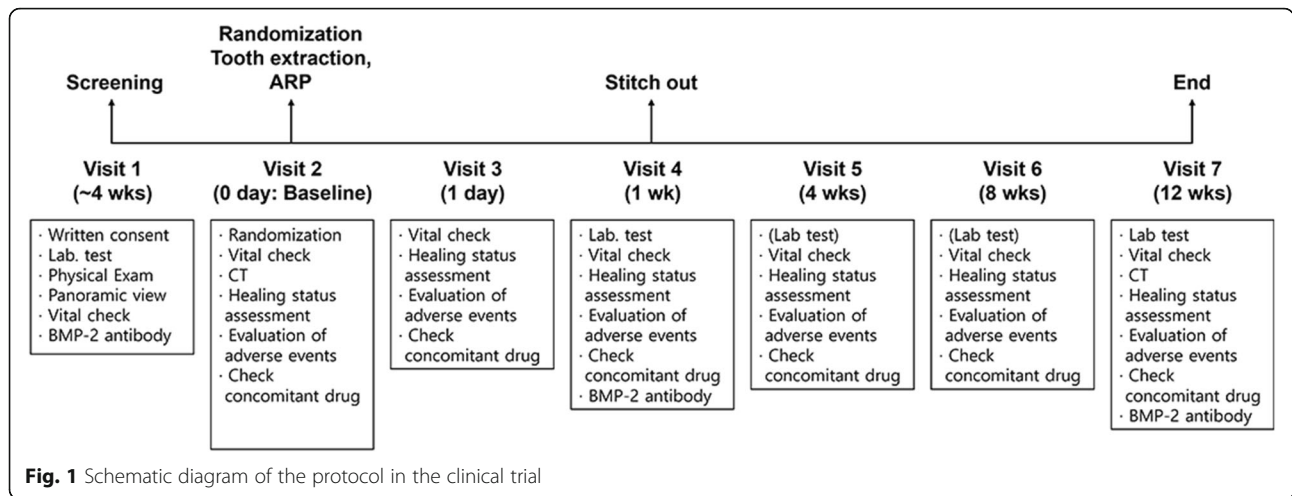 Randomization
Tooth extraction,
Screening ARP Stitch out End
Visit 1 Visit 2 Visit 3 Visit 4 Visit 5 Visit 6 Visit 7
(~4 wks) (0 day: Baseline) (1 day) (1 wk) (4 wks) (8 wks) (12 wks)
· Written consent
· Lab. test
· Physical Exam
· Panoramic view
· Vital check
· BMP-2 antibody
· Randomization
· Vital check
· CT
· Healing status
assessment
· Evaluation of
adverse events
· Check
concomitant drug
· Vital check
· Healing status
assessment
· Evaluation of
adverse events
· Check
concomitant drug
· Lab. test
· Vital check
· Healing status
assessment
· Evaluation of
adverse events
· Check
concomitant drug
· BMP-2 antibody
· (Lab test)
· Vital check
· Healing status
assessment
· Evaluation of
adverse events
· Check
concomitant drug
· (Lab test)
· Vital check
· Healing status
assessment
· Evaluation of
adverse events
· Check
concomitant drug
· Lab test
· Vital check
· CT
· Healing status
assessment
· Evaluation of
adverse events
· Check
concomitant drug
· BMP-2 antibody
Fig. 1 Schematic diagram of the protocol in the clinical trial